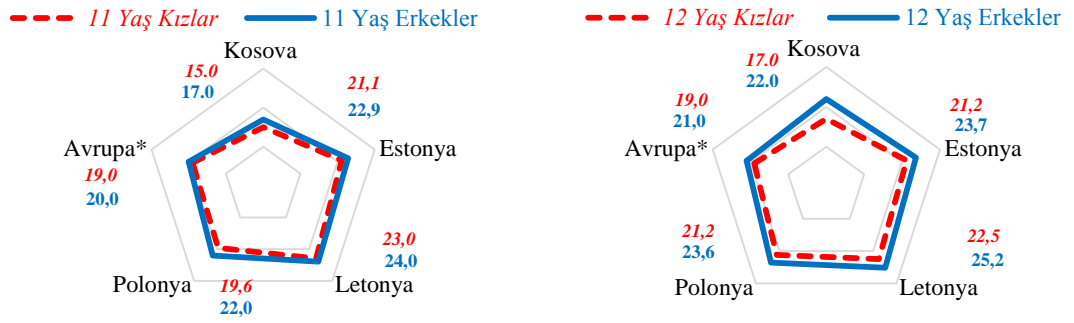 11 Yaş Kızlar 11 Yaş Erkekler
Kosova
15.0
17.0
21,1
22,9
Avrupa*
Estonya
19,0
20,0
23,0
24,0
Polonya
19,6
22,0
Letonya
12 Yaş Kızlar 12 Yaş Erkekler
Kosova
17.0
22.0
19,0
21,0
21,2
23,7
Avrupa*
Estonya
21,2
23,6
22,5
25,2
Polonya
Letonya